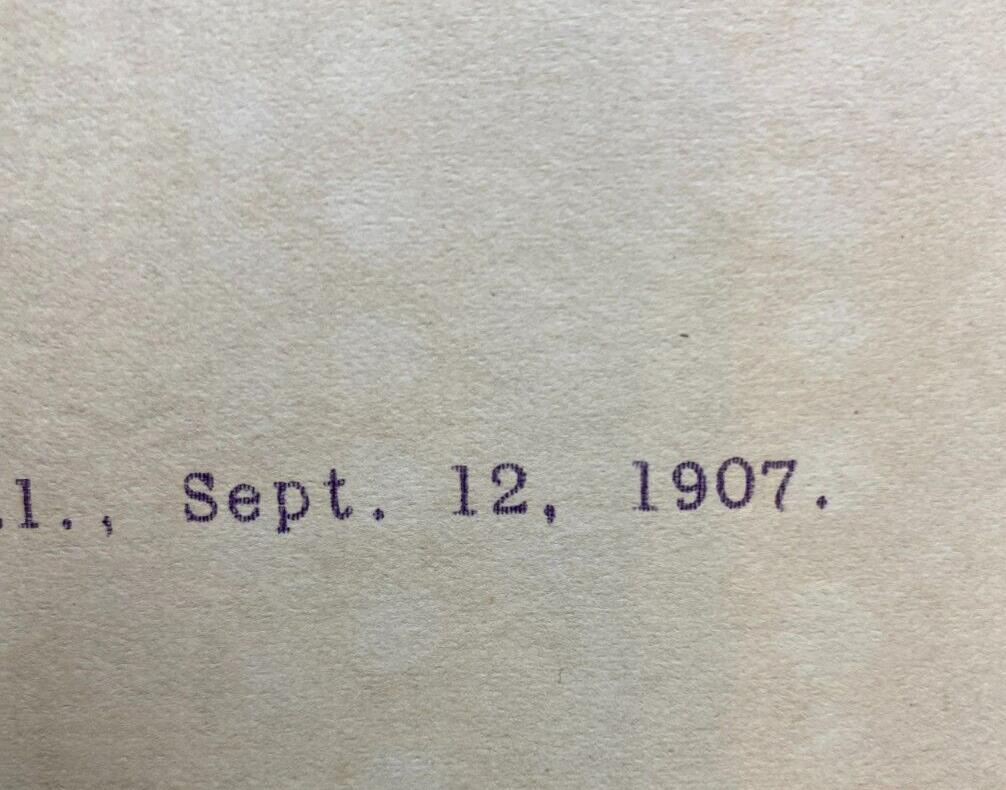 l., Sept. 12, 1907.